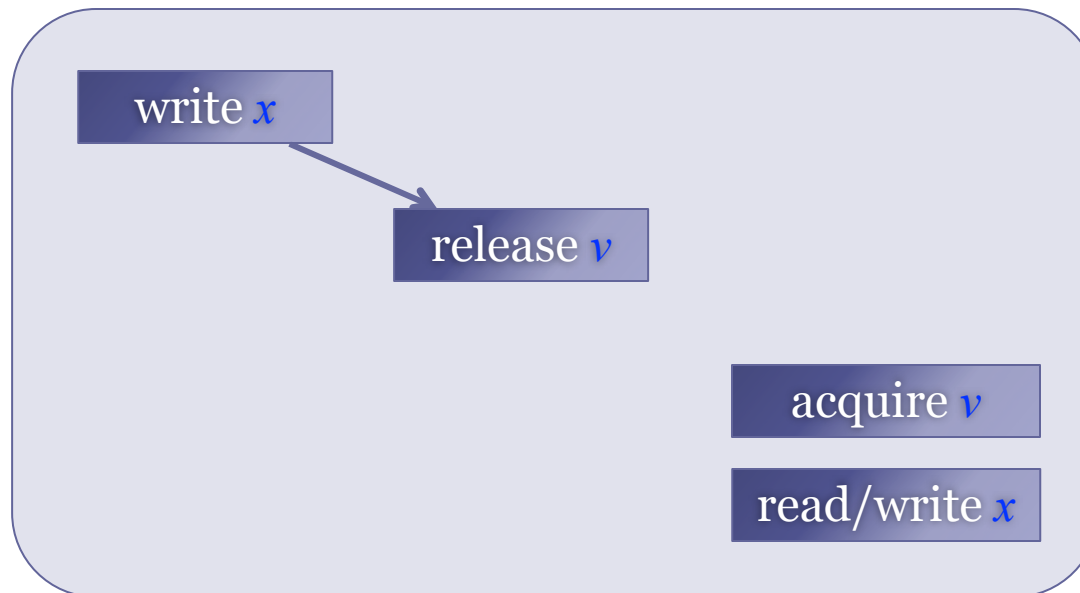 write x
release v
acquire v
read/write x